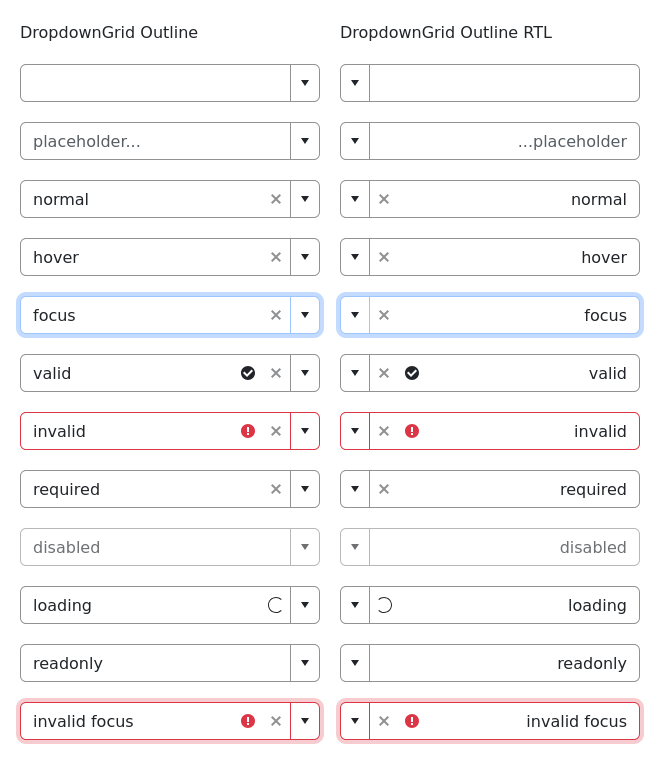 DropdownGrid Outline
DropdownGrid Outline RTL
placeholder...
...placeholder
normal
normal
hover
hover
focus
focus
valid
valid
invalid
invalid
required
required
disabled
disabled
loading
loading
readonly
readonly
invalid focus
invalid focus